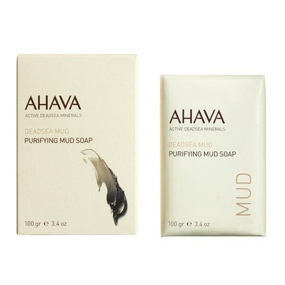 AHAVA
ACTIVE DEADSEA MINERALS
DEADSEA MUD
PURIFYING MUD SOAP
100 gr ℮ 3.4 oz
AHAVA
ACTIVE DEADSEA MINERALS
DEADSEA MUD
PURIFYING MUD SOAP
MUD
100 gr ℮ 3.4 oz